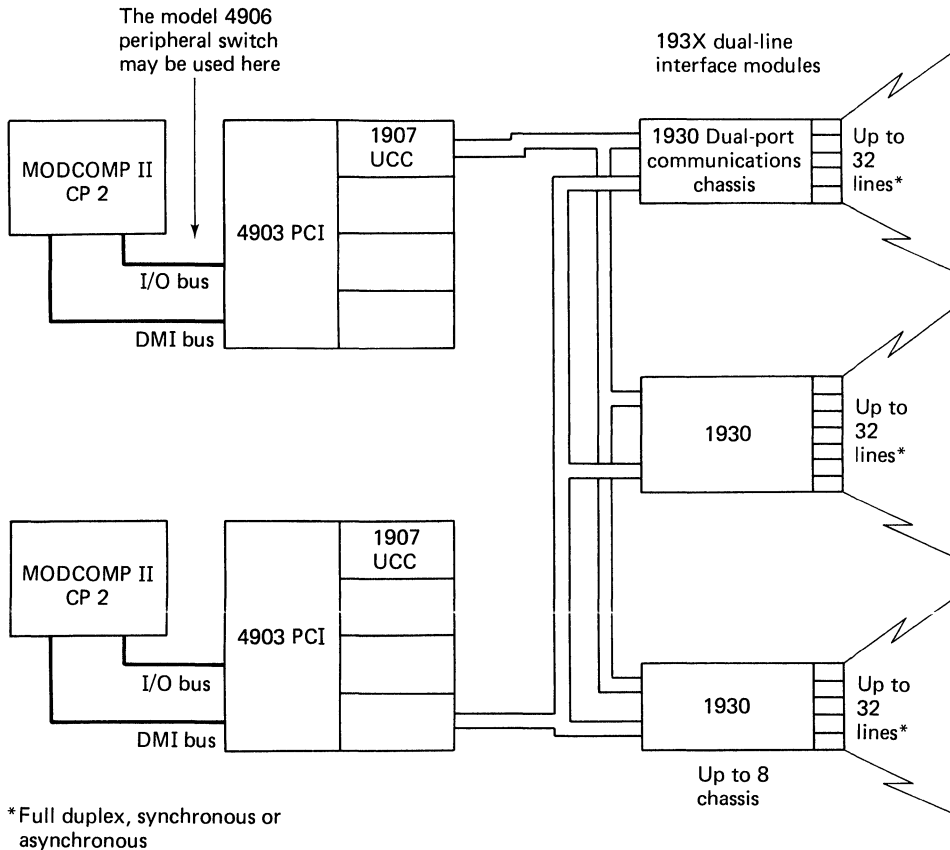 The model 4906
peripheral switch
may be used here
193X dual-line
interface modules
MODCOMP II
CP 2
4903 PCI
1907
UCC
1930 Dual-port
communications
chassis
Up to
32
lines*
I/O bus
DMI bus
1930
Up to
32
lines*
MODCOMP II
CP 2
4903 PCI
1907
UCC
I/O bus
DMI bus
1930
Up to
32
lines*
Up to 8
chassis
*Full duplex, synchronous or
asynchronous